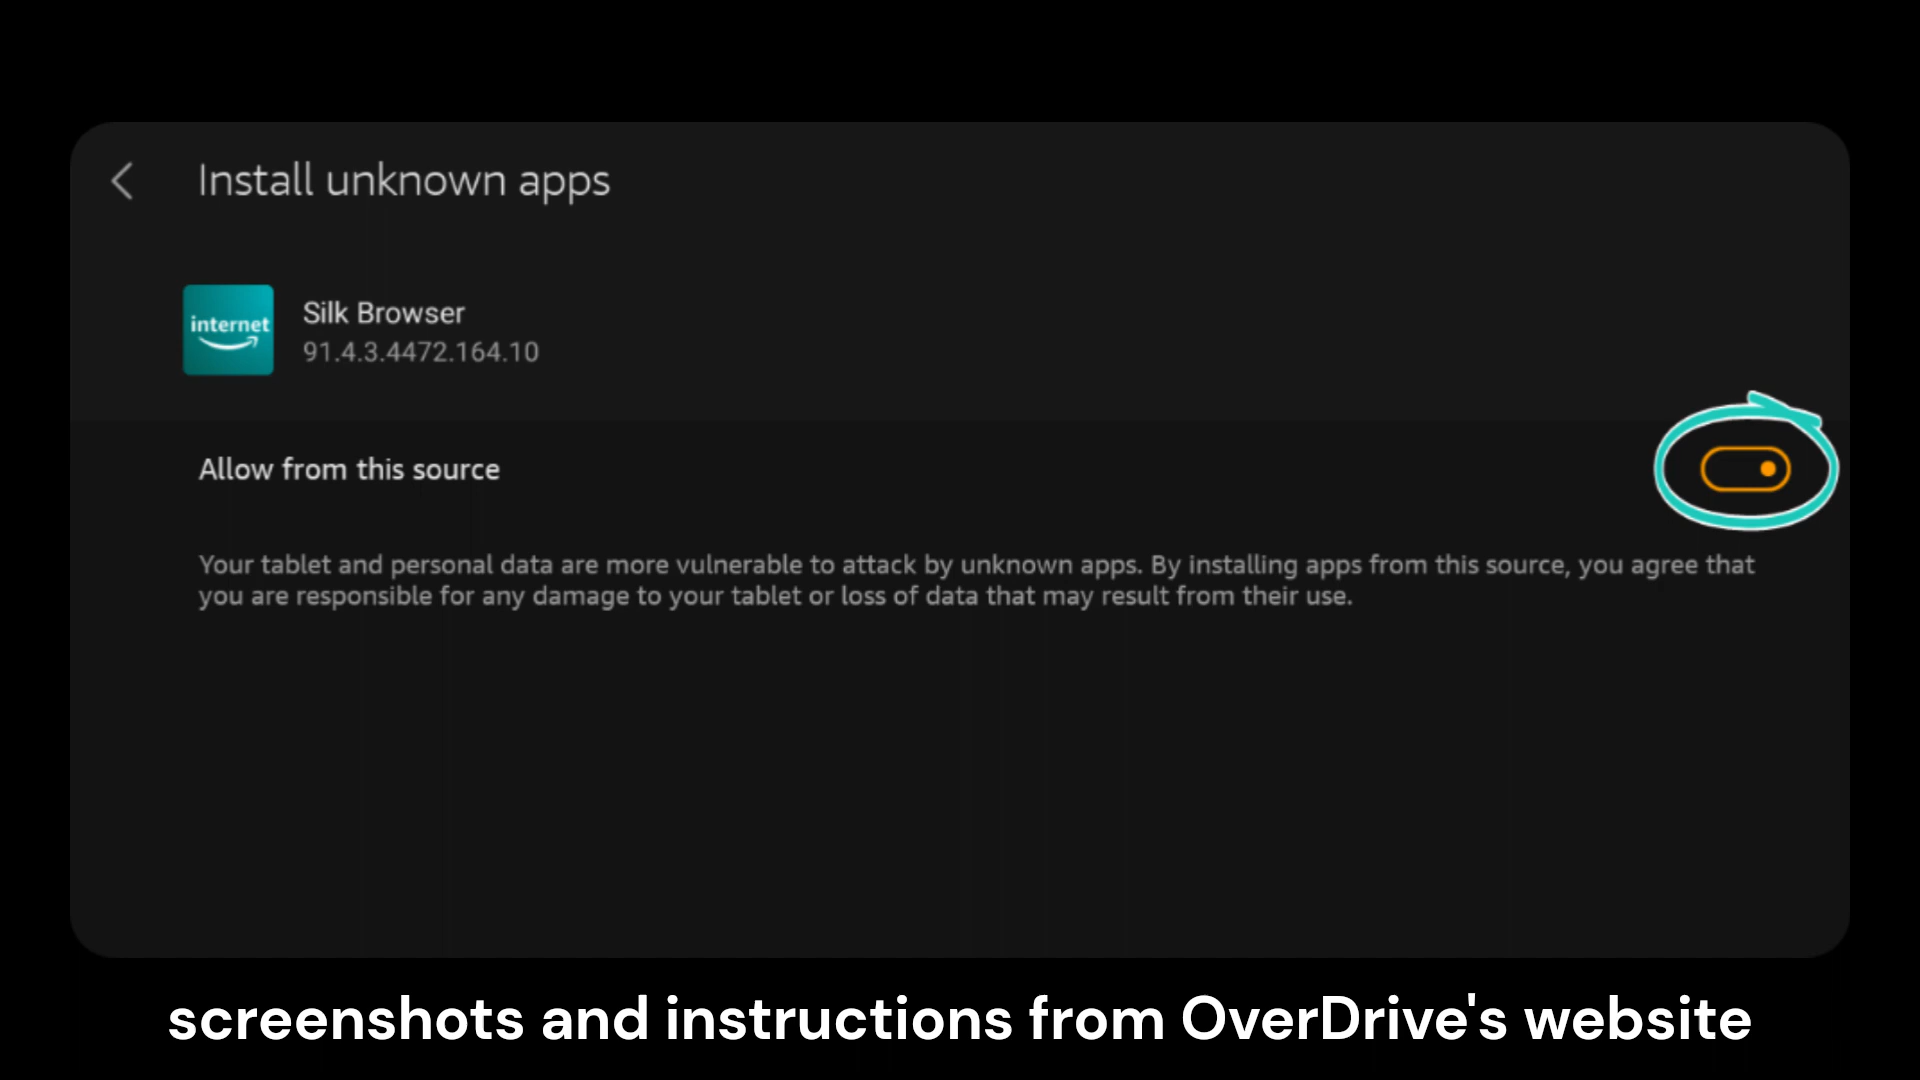 Install unknown apps
internet
Silk Browser
91.4.3.4472.164.10
Allow from this source
Your tablet and personal data are more vulnerable to attack by unknown apps. By installing apps from this source, you agree that
you are responsible for any damage to your tablet or loss of data that may result from their use.
screenshots and instructions from OverDrive's website